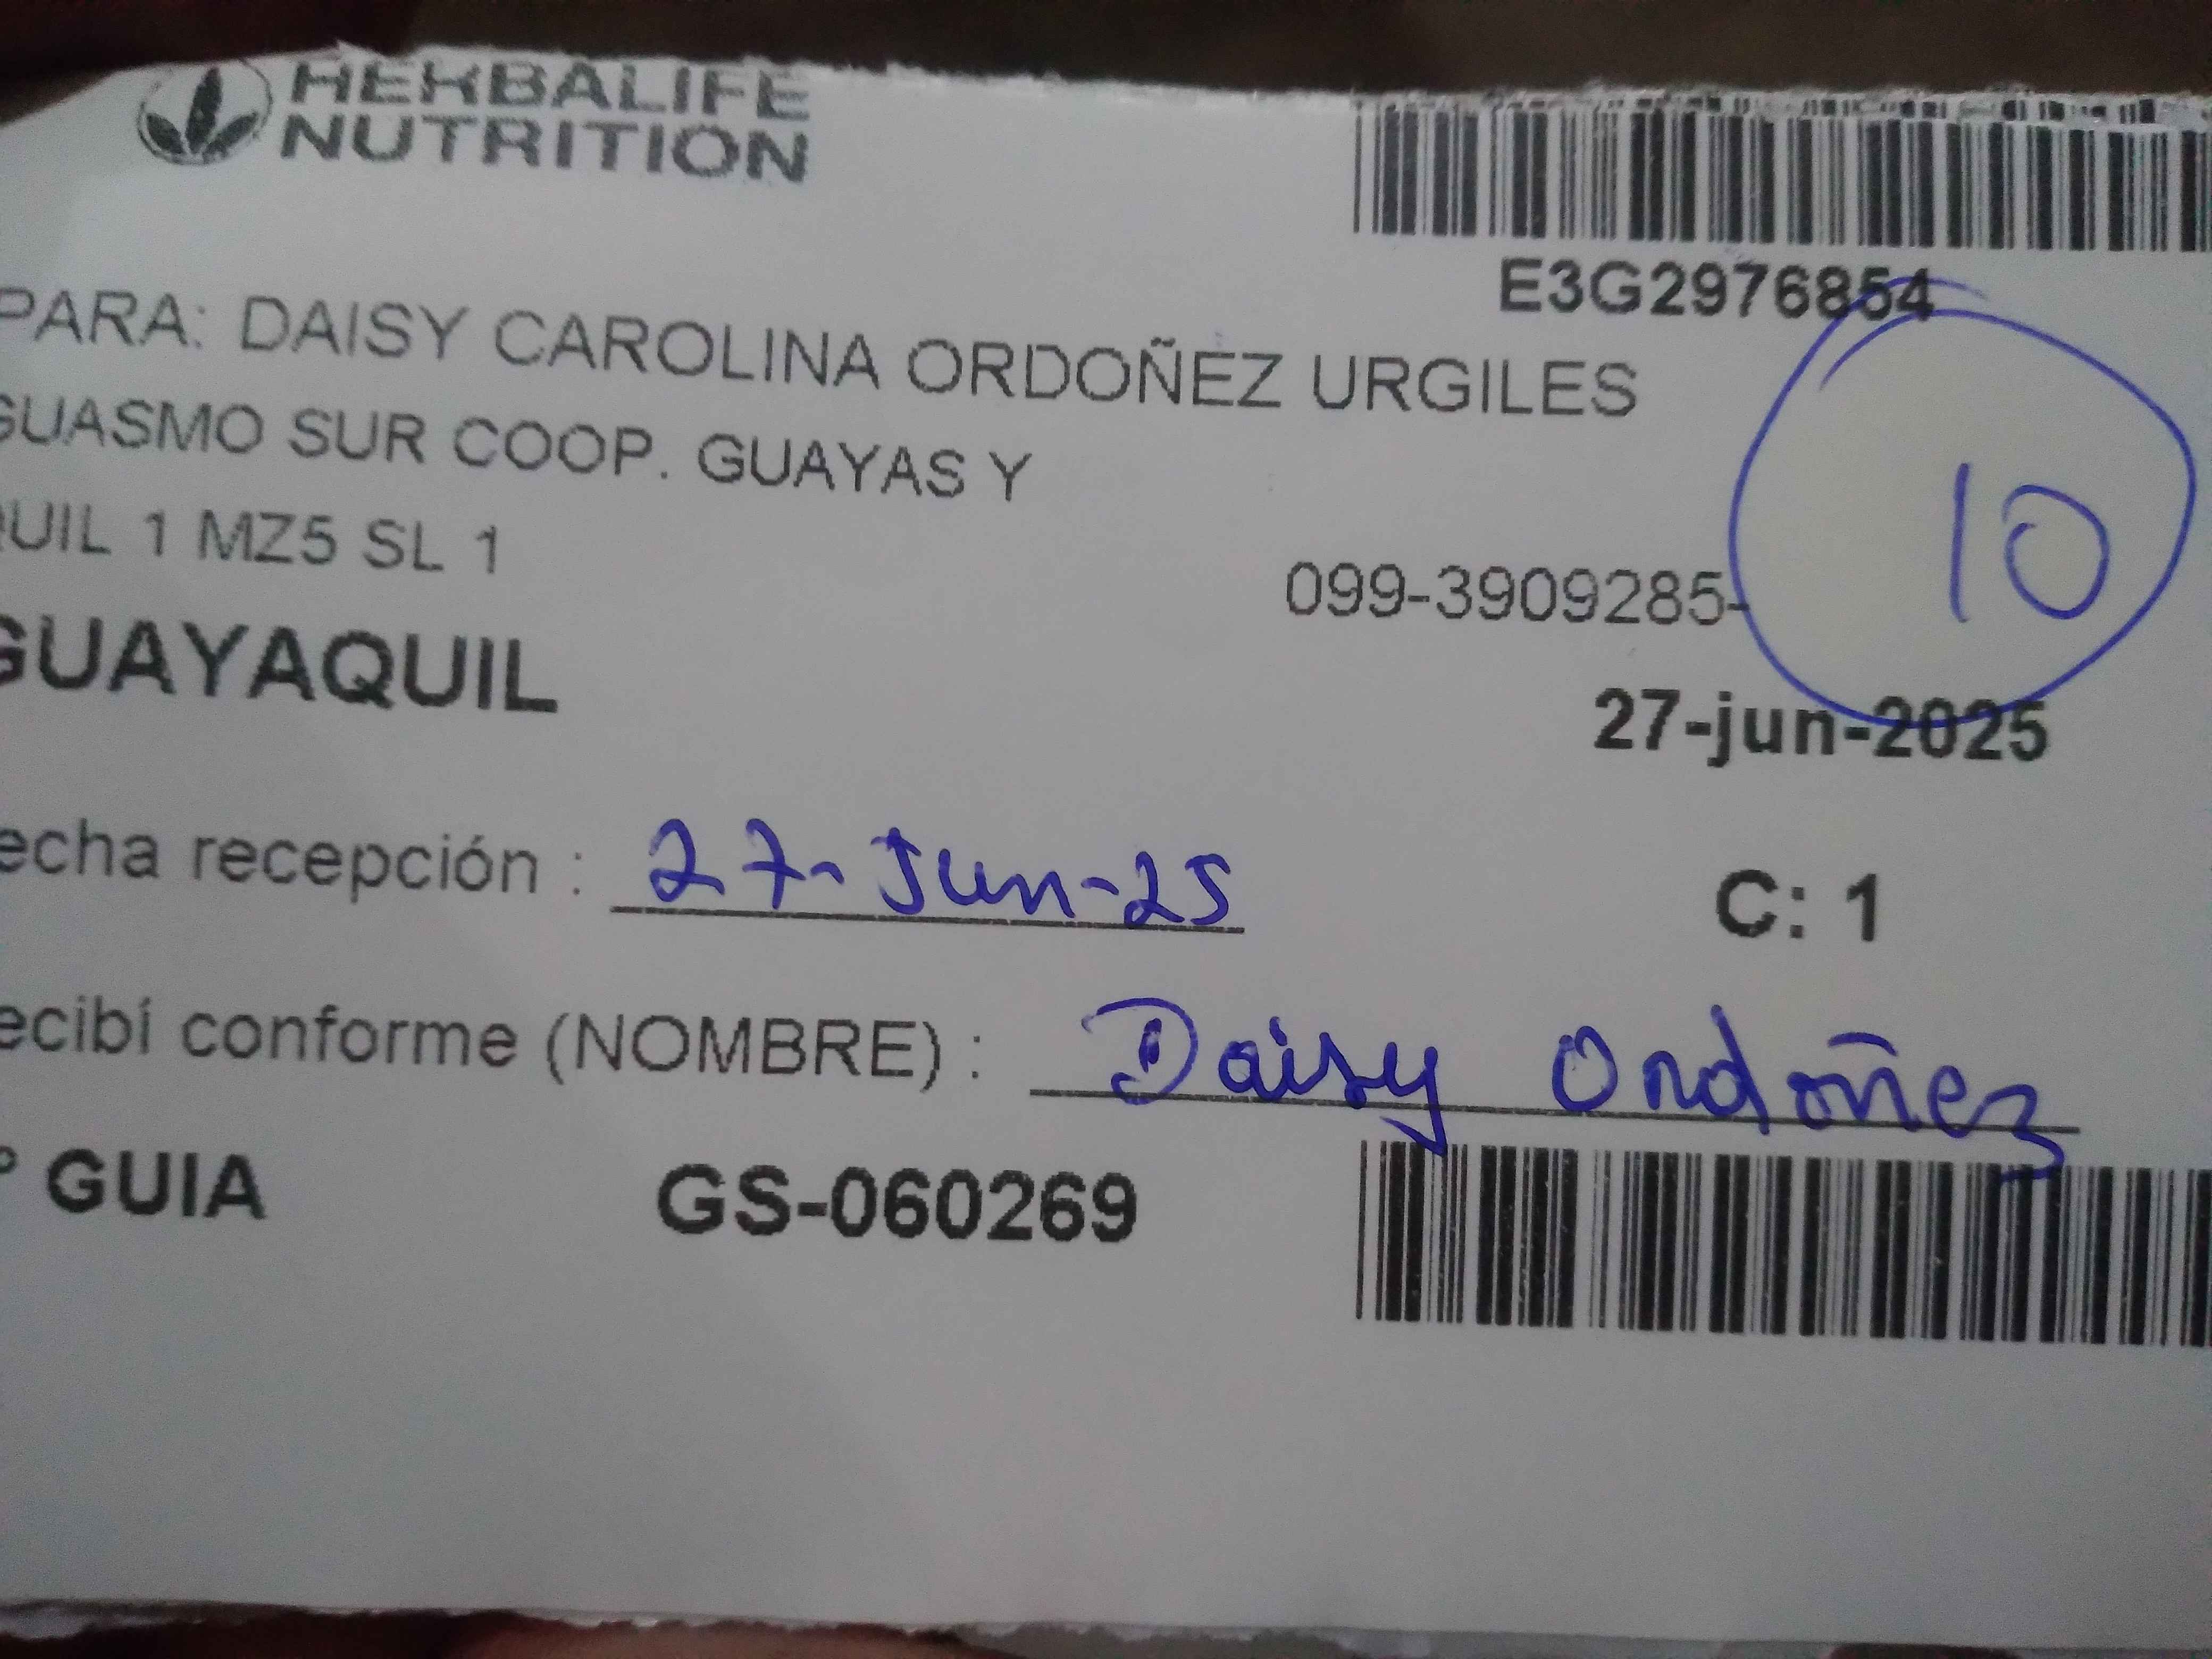 HERBALIFE
NUTRITION
E3G2976854
PARA: DAISY CAROLINA ORDOÑEZ URGILES
GUASMO SUR COOP. GUAYAS Y
10
QUIL 1 MZ5 SL 1
099-3909285-
GUAYAQUIL
27-jun-2025
echa recepción : 27-Jun-25
C: 1
ecibí conforme (NOMBRE) : Daisy Ordoñez
° GUIA GS-060269